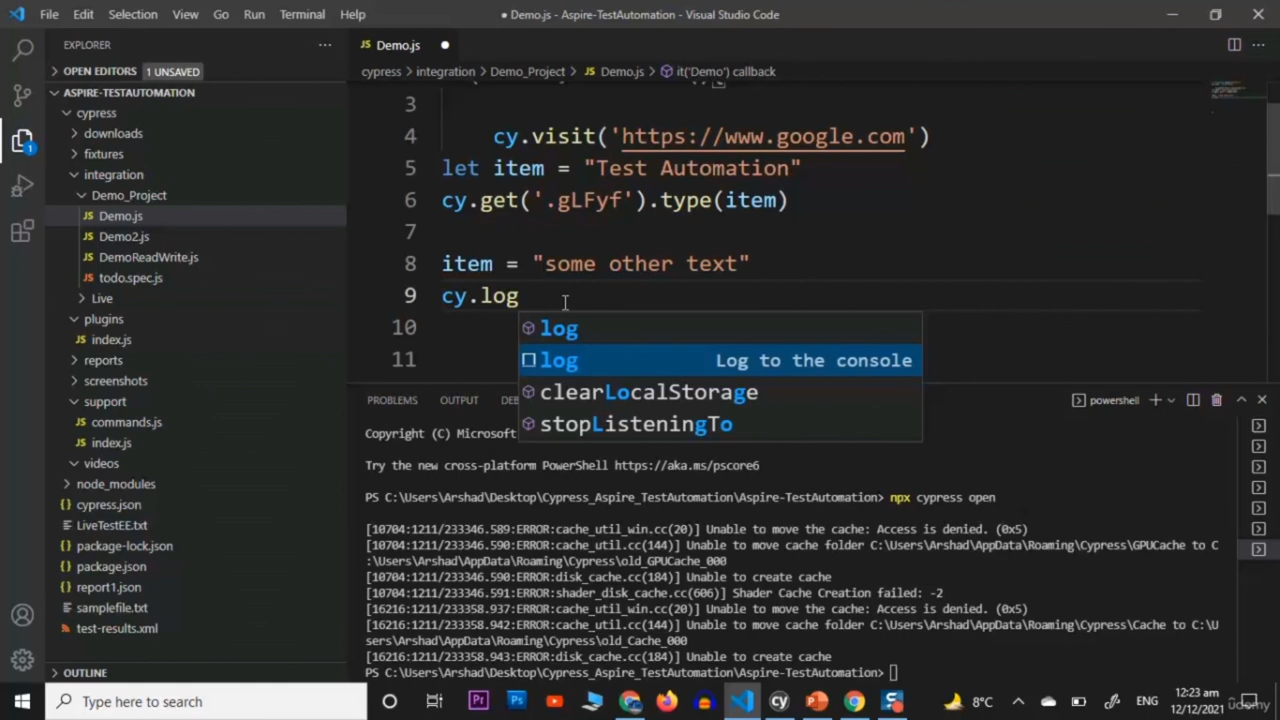 File Edit Selection View Go Run Terminal Help
● Demo.js - Aspire-TestAutomation - Visual Studio Code
EXPLORER
OPEN EDITORS 1 UNSAVED
ASPIRE-TESTAUTOMATION
cypress
downloads
fixtures
integration
Demo_Project
JS Demo.js
JS Demo2.js
JS DemoReadWrite.js
JS todo.spec.js
Live
plugins
JS index.js
reports
screenshots
support
JS commands.js
JS index.js
videos
node_modules
{} cypress.json
LiveTestEE.txt
{} package-lock.json
{} package.json
{} report1.json
samplefile.txt
test-results.xml
OUTLINE
JS Demo.js ●
cypress > integration > Demo_Project > JS Demo.js > it('Demo') callback
3
4 cy.visit('https://www.google.com')
5 let item = "Test Automation"
6 cy.get('.gLFyf').type(item)
7
8 item = "some other text"
9 cy.log
10
11
log
log Log to the console
clearLocalStorage
stopListeningTo
PROBLEMS OUTPUT DE
powershell
Copyright (C) Microsoft
Try the new cross-platform PowerShell https://aka.ms/pscore6
PS C:\Users\Arshad\Desktop\Cypress_Aspire_TestAutomation\Aspire-TestAutomation> npx cypress open
[10704:1211/233346.589:ERROR:cache_util_win.cc(20)] Unable to move the cache: Access is denied. (0x5)
[10704:1211/233346.590:ERROR:cache_util.cc(144)] Unable to move cache folder C:\Users\Arshad\AppData\Roaming\Cypress\GPUCache to C
:\Users\Arshad\AppData\Roaming\Cypress\old_GPUCache_000
[10704:1211/233346.590:ERROR:disk_cache.cc(184)] Unable to create cache
[10704:1211/233346.591:ERROR:shader_disk_cache.cc(606)] Shader Cache Creation failed: -2
[16216:1211/233358.937:ERROR:cache_util_win.cc(20)] Unable to move the cache: Access is denied. (0x5)
[16216:1211/233358.942:ERROR:cache_util.cc(144)] Unable to move cache folder C:\Users\Arshad\AppData\Roaming\Cypress\Cache to C:\U
sers\Arshad\AppData\Roaming\Cypress\old_Cache_000
[16216:1211/233358.943:ERROR:disk_cache.cc(184)] Unable to create cache
PS C:\Users\Arshad\Desktop\Cypress_Aspire_TestAutomation\Aspire-TestAutomation>
Type here to search
Pr
Ps
cy
8°C
ENG
12:23 am
12/12/2021
Udemy